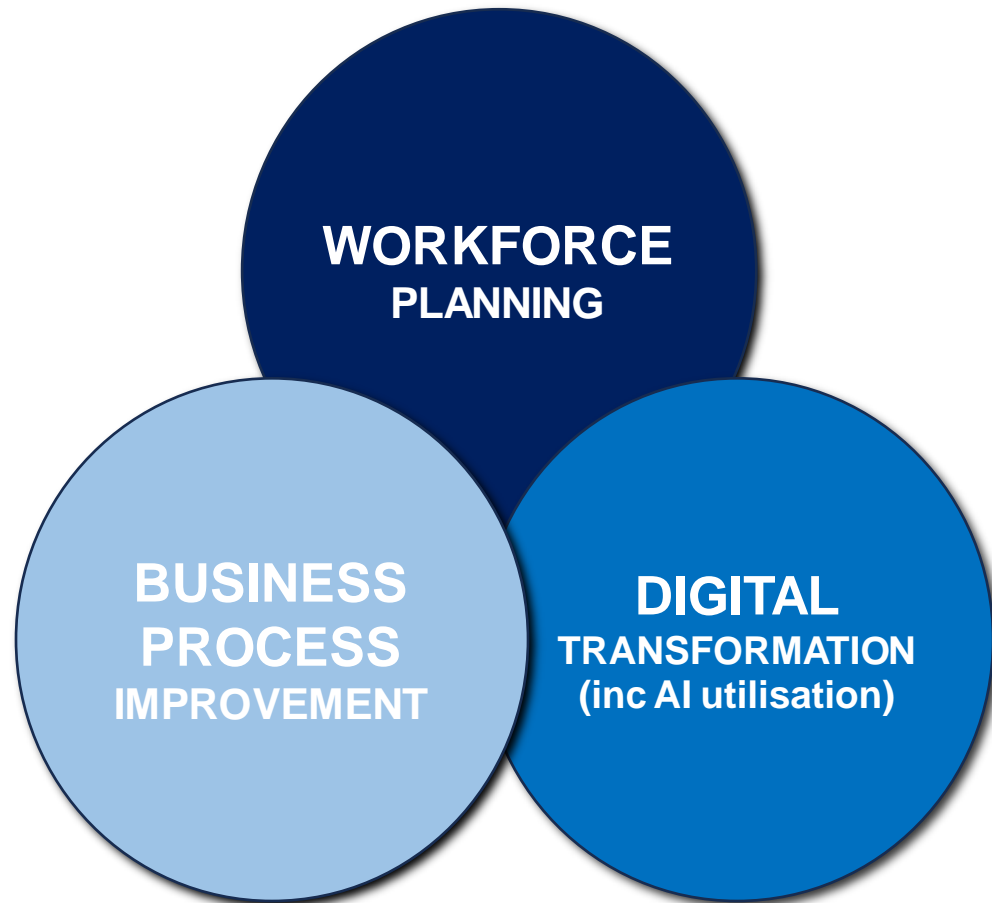 WORKFORCE
PLANNING
BUSINESS
PROCESS
IMPROVEMENT
DIGITAL
TRANSFORMATION
(inc AI utilisation)